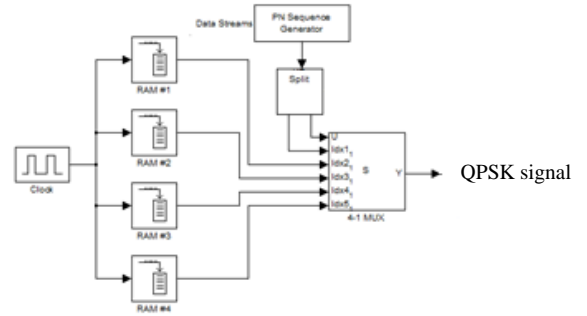 Data Streams
PN Sequence
Generator
Split
RAM #1
RAM #2
RAM #3
RAM #4
Clock
U
Idx1
Idx2
Idx3
Idx4
Idx5
S
Y
4-1 MUX
QPSK signal